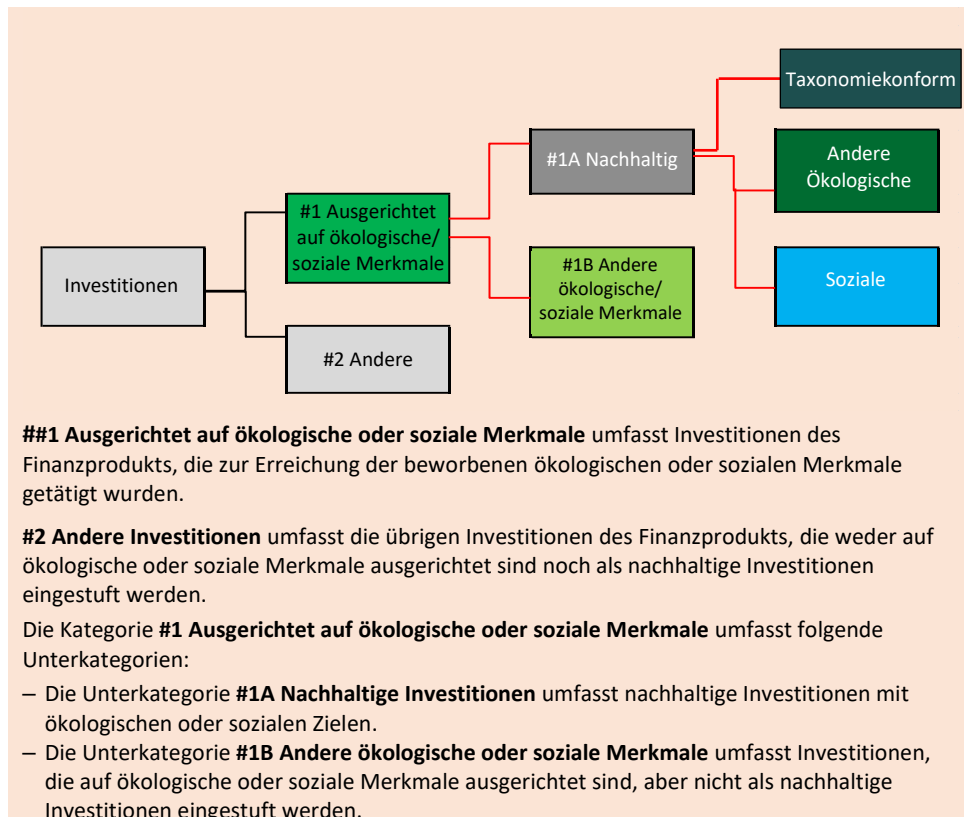 Taxonomiekonform
#1A Nachhaltig
Andere
Ökologische
#1 Ausgerichtet
auf ökologische/
soziale Merkmale
Investitionen
#1B Andere
ökologische/
soziale Merkmale
Soziale
#2 Andere
##1 Ausgerichtet auf ökologische oder soziale Merkmale umfasst Investitionen des
Finanzprodukts, die zur Erreichung der beworbenen ökologischen oder sozialen Merkmale
getätigt wurden.
#2 Andere Investitionen umfasst die übrigen Investitionen des Finanzprodukts, die weder auf
ökologische oder soziale Merkmale ausgerichtet sind noch als nachhaltige Investitionen
eingestuft werden.
Die Kategorie #1 Ausgerichtet auf ökologische oder soziale Merkmale umfasst folgende
Unterkategorien:
– Die Unterkategorie #1A Nachhaltige Investitionen umfasst nachhaltige Investitionen mit
ökologischen oder sozialen Zielen.
– Die Unterkategorie #1B Andere ökologische oder soziale Merkmale umfasst Investitionen,
die auf ökologische oder soziale Merkmale ausgerichtet sind, aber nicht als nachhaltige
Investitionen eingestuft werden.